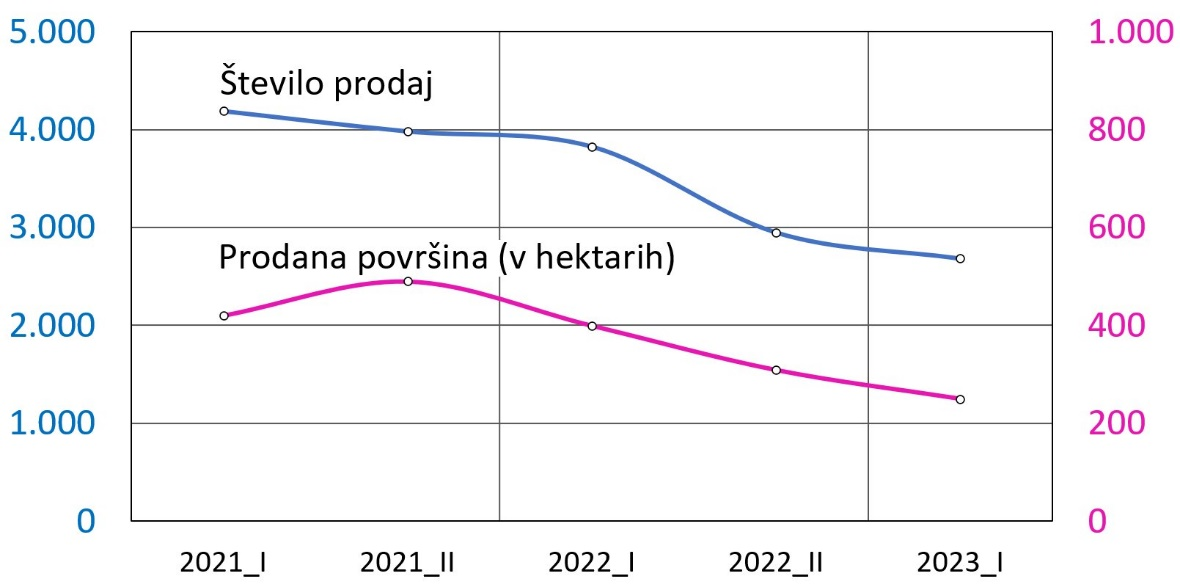 5.000
1.000
Število prodaj
4.000
800
3.000
600
Prodana površina (v hektarih)
2.000
400
1.000
200
0
0
2021_I
2021_II
2022_I
2022_II
2023_I